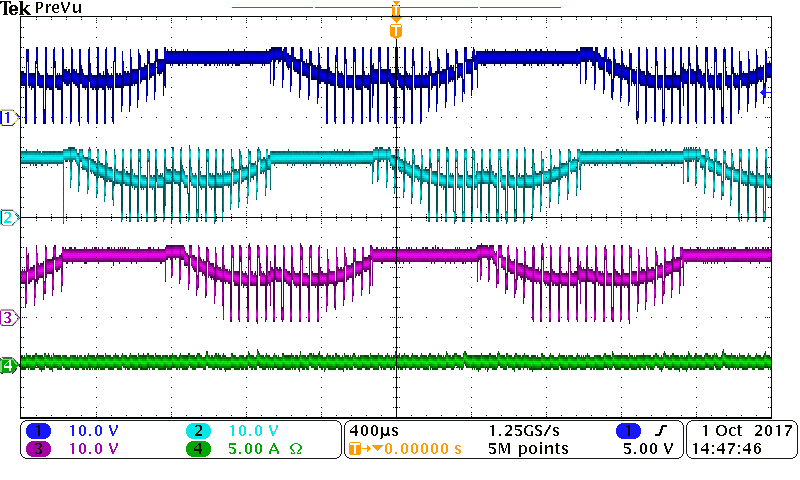 Tek PreVu
T
T
1
2
3
4
1 10.0 V 2 10.0 V 400µs 1.25GS/s 1 5.00 V 1 Oct 2017
3 10.0 V 4 5.00 A Ω T→▼0.00000 s 5M points 14:47:46